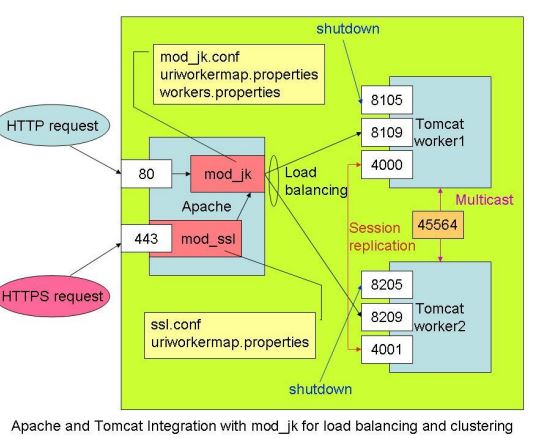 shutdown
mod_jk.conf
uriworkermap.properties
workers.properties
8105
HTTP request
8109
Tomcat
worker1
4000
80
mod_jk
Load
balancing
Multicast
Apache
45564
443
mod_ssl
Session
replication
HTTPS request
8205
8209
Tomcat
worker2
ssl.conf
uriworkermap.properties
4001
shutdown
Apache and Tomcat Integration with mod_jk for load balancing and clustering